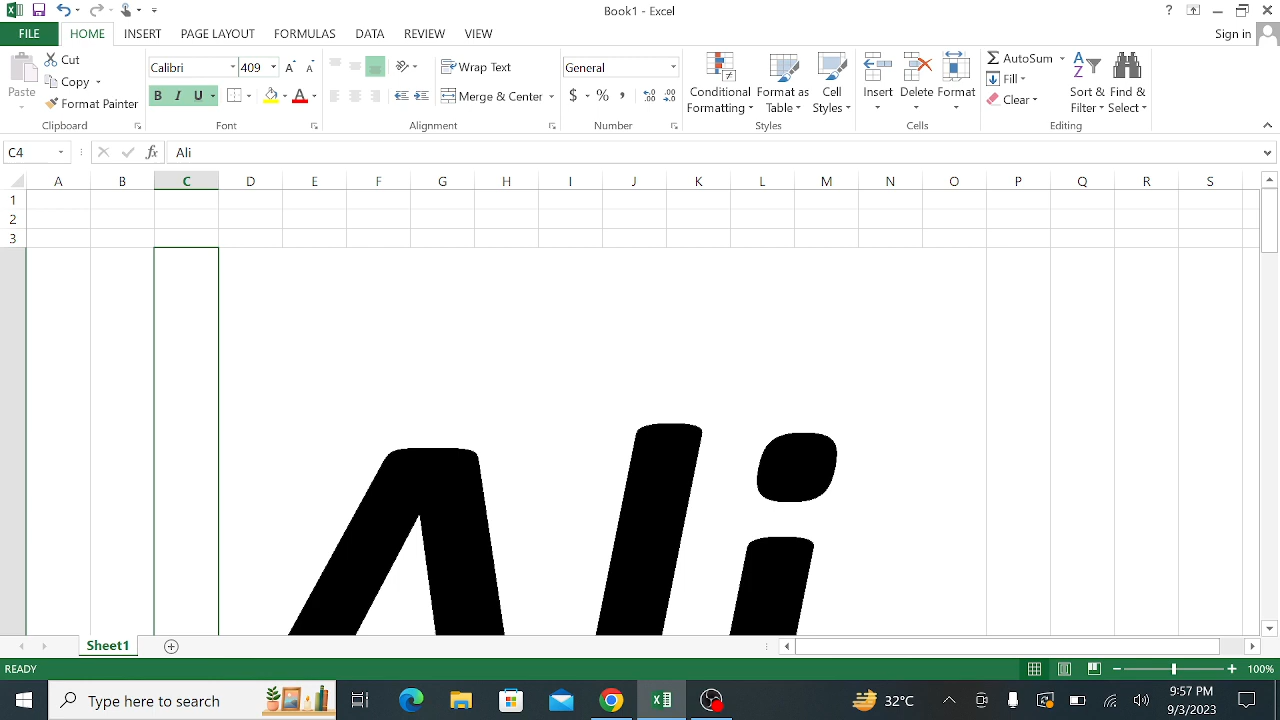 Book1 - Excel
?
FILE HOME INSERT PAGE LAYOUT FORMULAS DATA REVIEW VIEW Sign in
Paste
Cut
Copy
Format Painter
Clipboard
Calibri 409 A A
B I U A
Font
Wrap Text
Merge & Center
Alignment
General
$ % ,
Number
Conditional Formatting
Format as Table
Cell Styles
Styles
Insert Delete Format
Cells
AutoSum
Fill
Clear
Sort & Filter
Find & Select
Editing
C4 fx Ali
A B C D E F G H I J K L M N O P Q R S
1
2
3
Ali
Sheet1
READY 100%
Type here to search 32°C 9:57 PM
9/3/2023